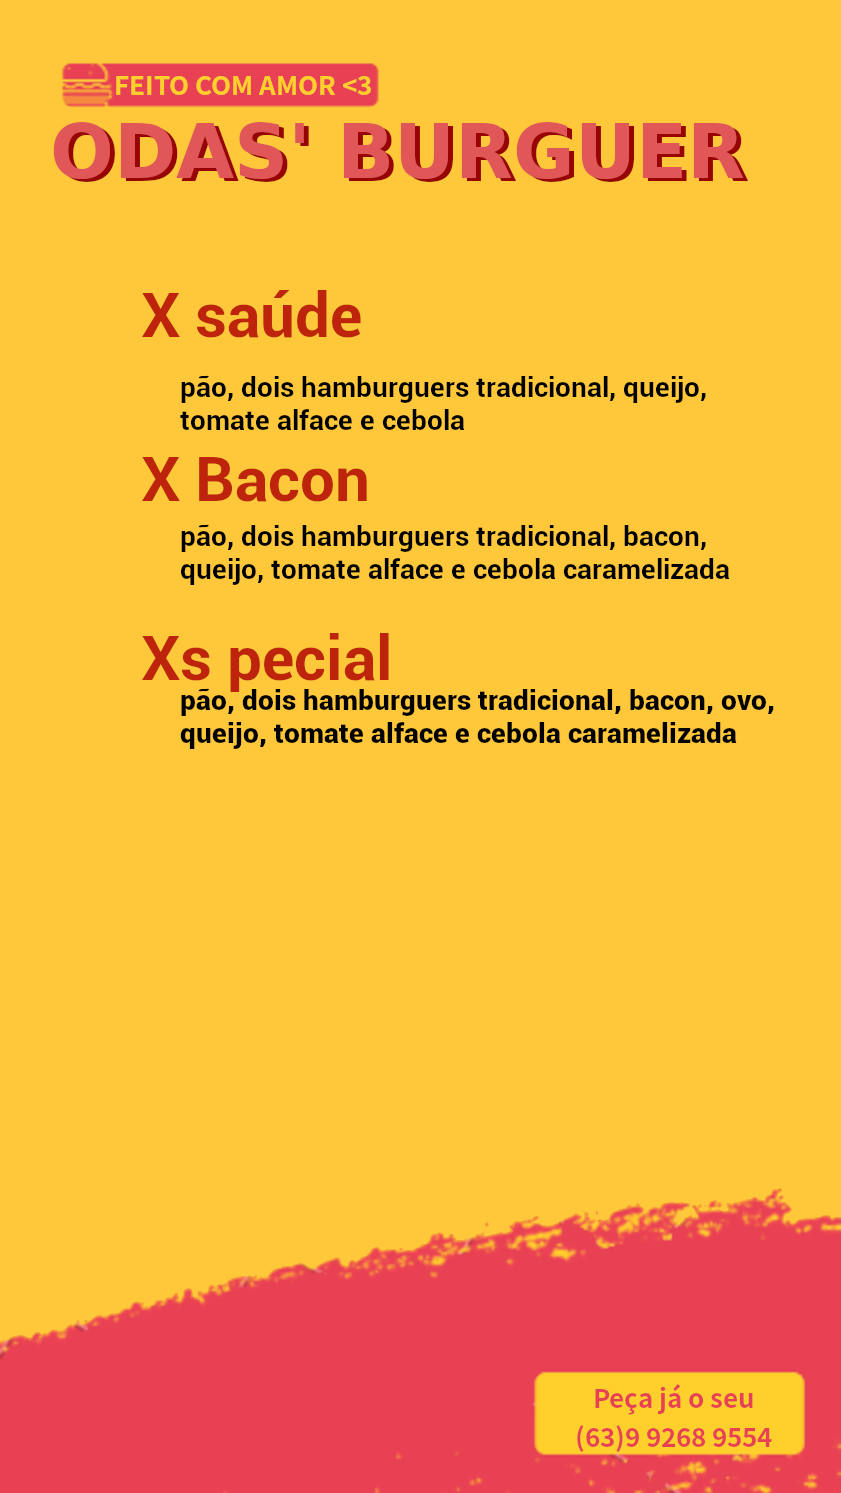 FEITO COM AMOR <3
ODAS' BURGUER
X saúde
pão, dois hamburguers tradicional, queijo,
tomate alface e cebola
X Bacon
pão, dois hamburguers tradicional, bacon,
queijo, tomate alface e cebola caramelizada
Xs pecial
pão, dois hamburguers tradicional, bacon, ovo,
queijo, tomate alface e cebola caramelizada
Peça já o seu
(63)9 9268 9554